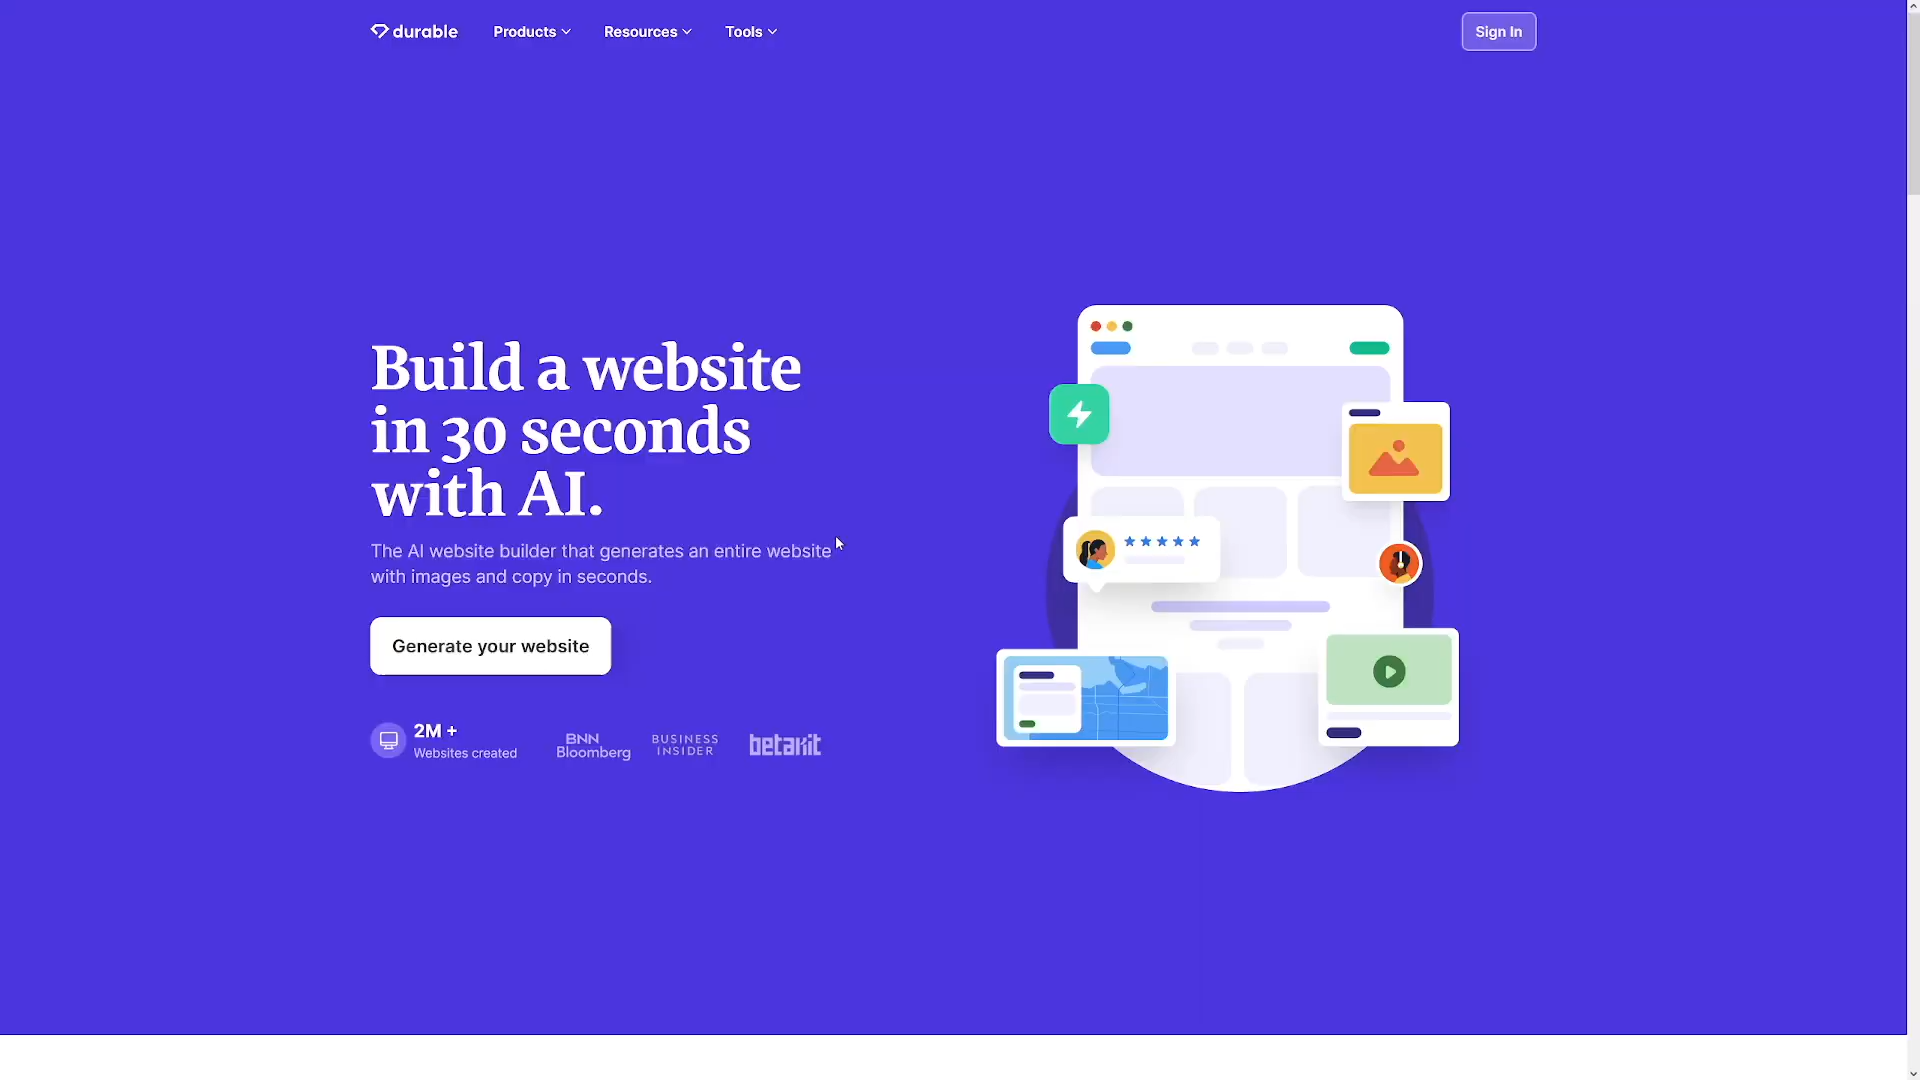 durable
Products
Resources
Tools
Sign In
Build a website
in 30 seconds
with AI.
The AI website builder that generates an entire website
with images and copy in seconds.
Generate your website
2M +
Websites created
BNN
Bloomberg
BUSINESS
INSIDER
betakit